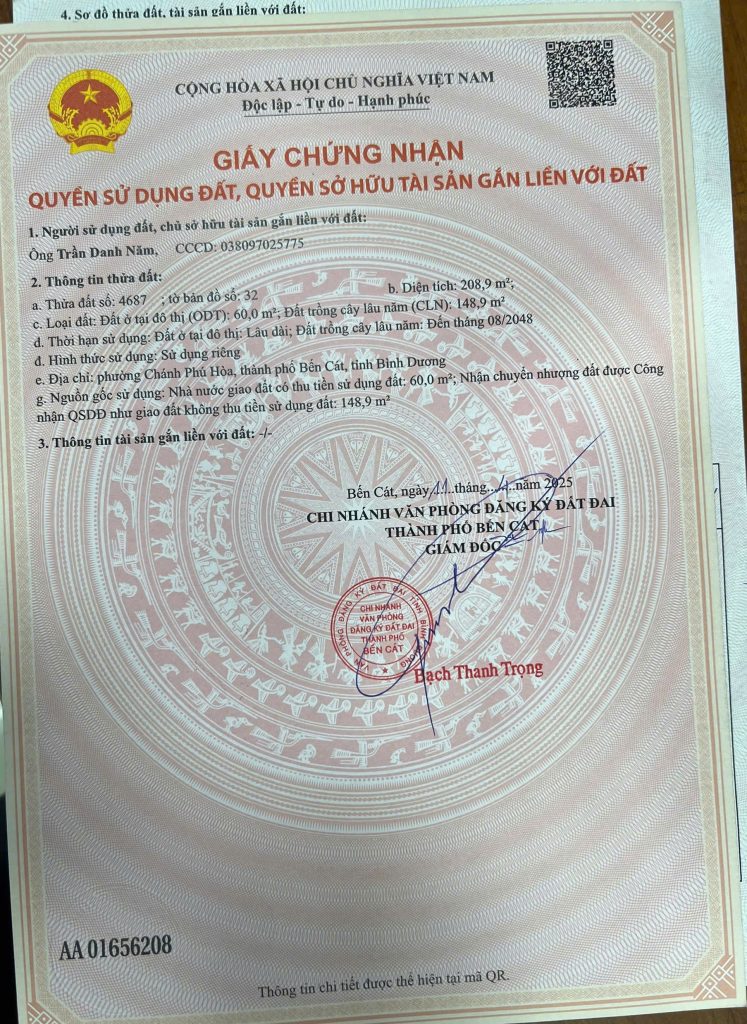 4. Sơ đồ thửa đất, tài sản gắn liền với đất:
CỘNG HÒA XÃ HỘI CHỦ NGHĨA VIỆT NAM
Độc lập - Tự do - Hạnh phúc
GIẤY CHỨNG NHẬN
QUYỀN SỬ DỤNG ĐẤT, QUYỀN SỞ HỮU TÀI SẢN GẮN LIỀN VỚI ĐẤT
1. Người sử dụng đất, chủ sở hữu tài sản gắn liền với đất:
Ông Trần Danh Năm, CCCD: 038097025775
2. Thông tin thửa đất:
a. Thửa đất số: 4687 ; tờ bản đồ số: 32 b. Diện tích: 208,9 m²;
c. Loại đất: Đất ở tại đô thị (ODT): 60,0 m²; Đất trồng cây lâu năm (CLN): 148,9 m²
d. Thời hạn sử dụng: Đất ở tại đô thị: Lâu dài; Đất trồng cây lâu năm: Đến tháng 08/2048
đ. Hình thức sử dụng: Sử dụng riêng
e. Địa chỉ: phường Chánh Phú Hòa, thành phố Bến Cát, tỉnh Bình Dương
g. Nguồn gốc sử dụng: Nhà nước giao đất có thu tiền sử dụng đất: 60,0 m²; Nhận chuyển nhượng đất được Công
nhận QSDĐ như giao đất không thu tiền sử dụng đất: 148,9 m²
3. Thông tin tài sản gắn liền với đất: -/-
Bến Cát, ngày 11 tháng 4 năm 2025
CHI NHÁNH VĂN PHÒNG ĐĂNG KÝ ĐẤT ĐAI
THÀNH PHỐ BẾN CÁT
GIÁM ĐỐC
VĂN PHÒNG ĐĂNG KÝ ĐẤT ĐAI TỈNH BÌNH DƯƠNG
CHI NHÁNH
VĂN PHÒNG
ĐĂNG KÝ ĐẤT ĐAI
THÀNH PHỐ
BẾN CÁT
Bạch Thanh Trọng
AA 01656208
Thông tin chi tiết được thể hiện tại mã QR.